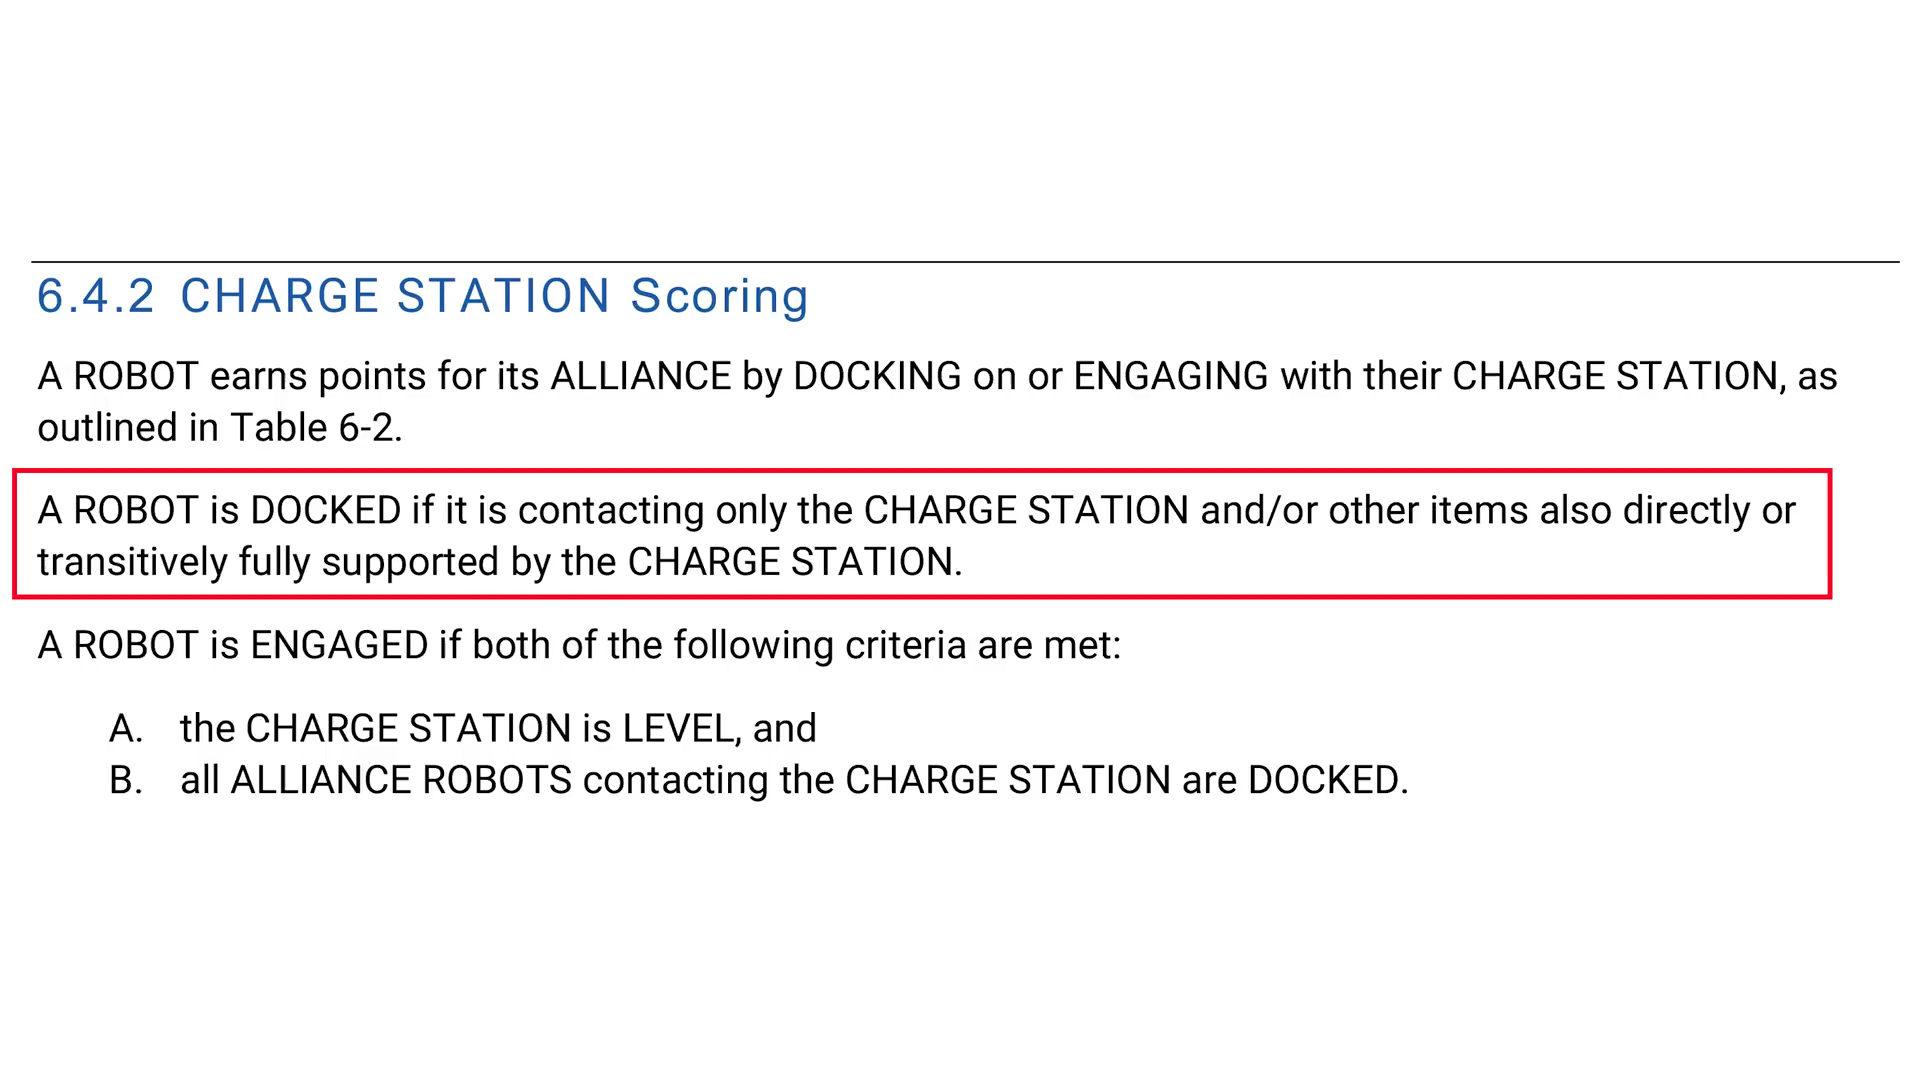 6.4.2 CHARGE STATION Scoring
A ROBOT earns points for its ALLIANCE by DOCKING on or ENGAGING with their CHARGE STATION, as
outlined in Table 6-2.
A ROBOT is DOCKED if it is contacting only the CHARGE STATION and/or other items also directly or
transitively fully supported by the CHARGE STATION.
A ROBOT is ENGAGED if both of the following criteria are met:
A. the CHARGE STATION is LEVEL, and
B. all ALLIANCE ROBOTS contacting the CHARGE STATION are DOCKED.